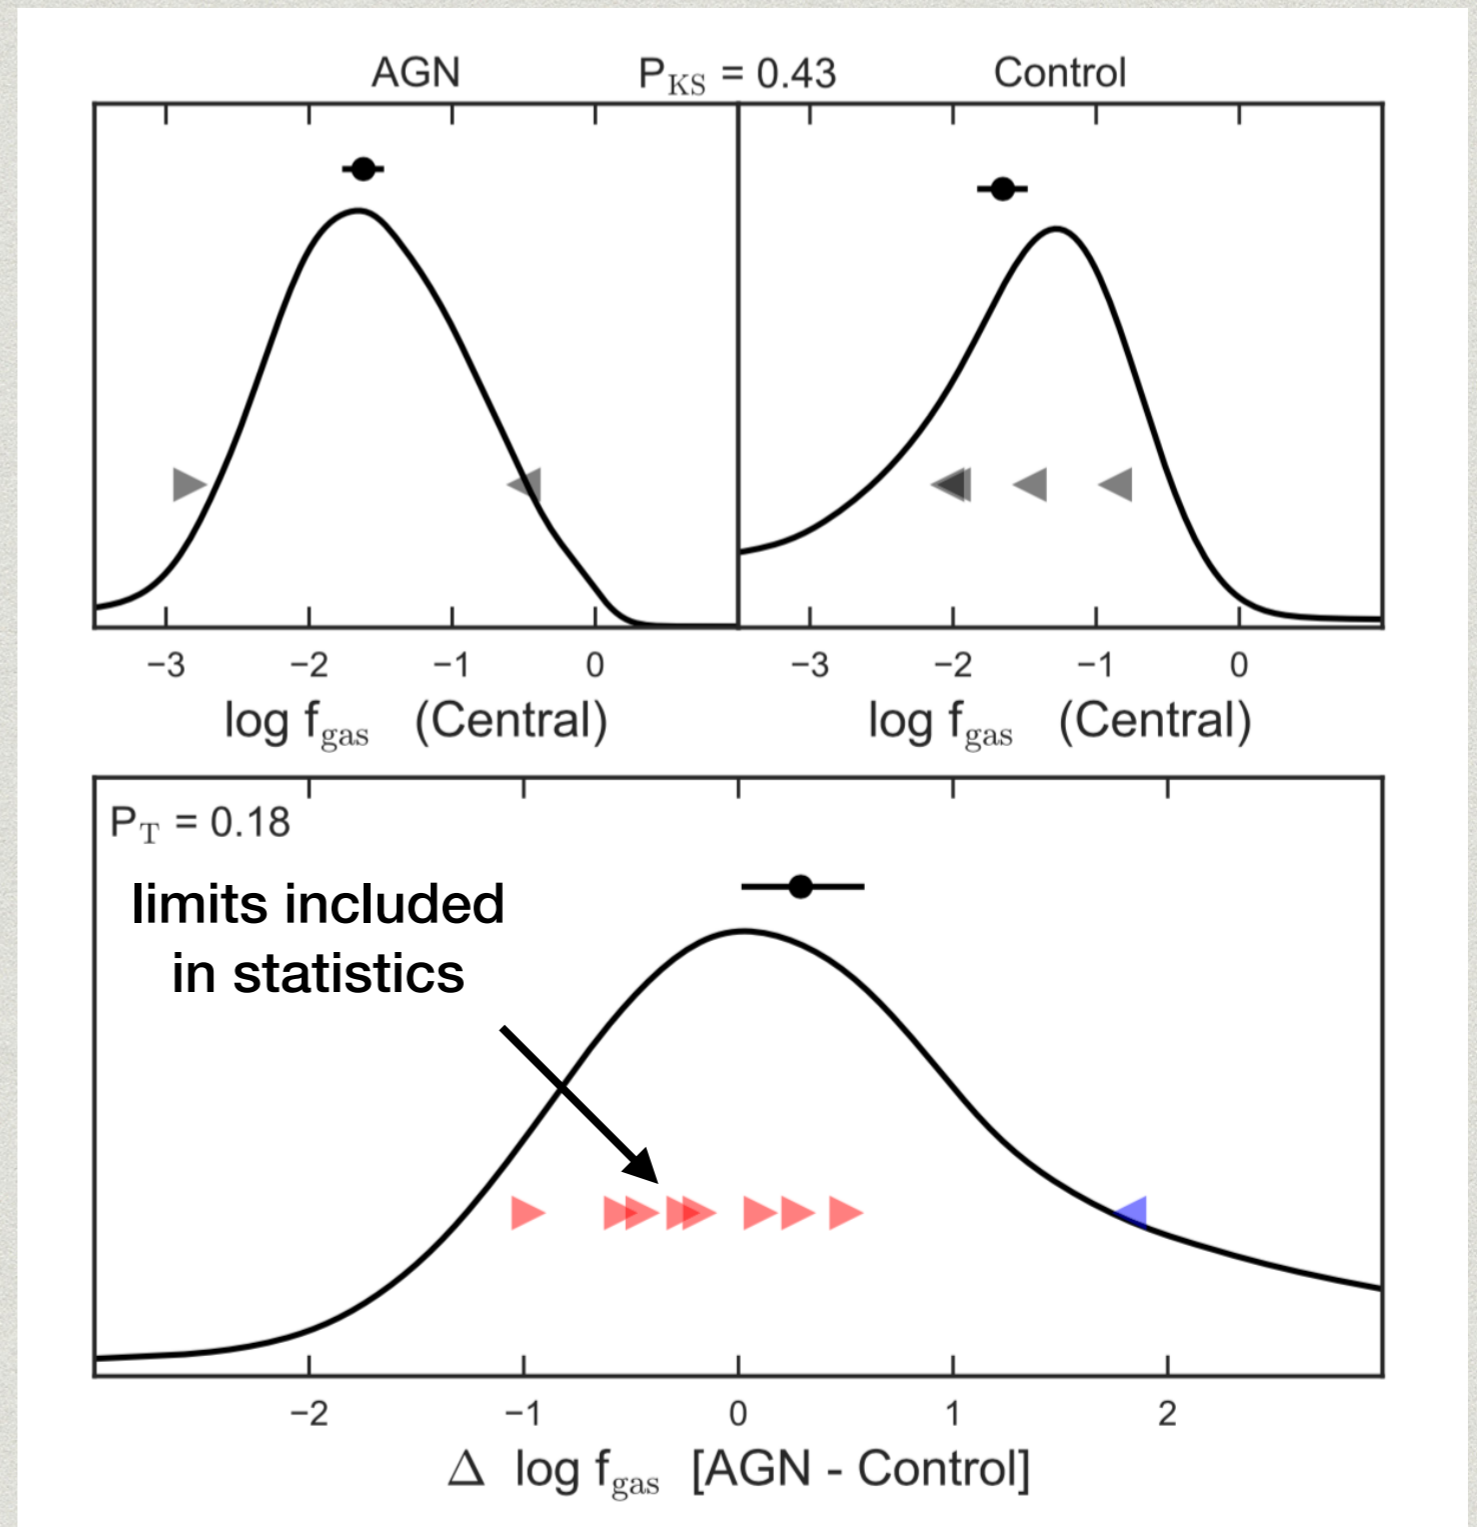 AGN P_KS = 0.43 Control
−3 −2 −1 0 −3 −2 −1 0
log f_gas (Central) log f_gas (Central)
P_T = 0.18
limits included
in statistics
−2 −1 0 1 2
Δ log f_gas [AGN - Control]